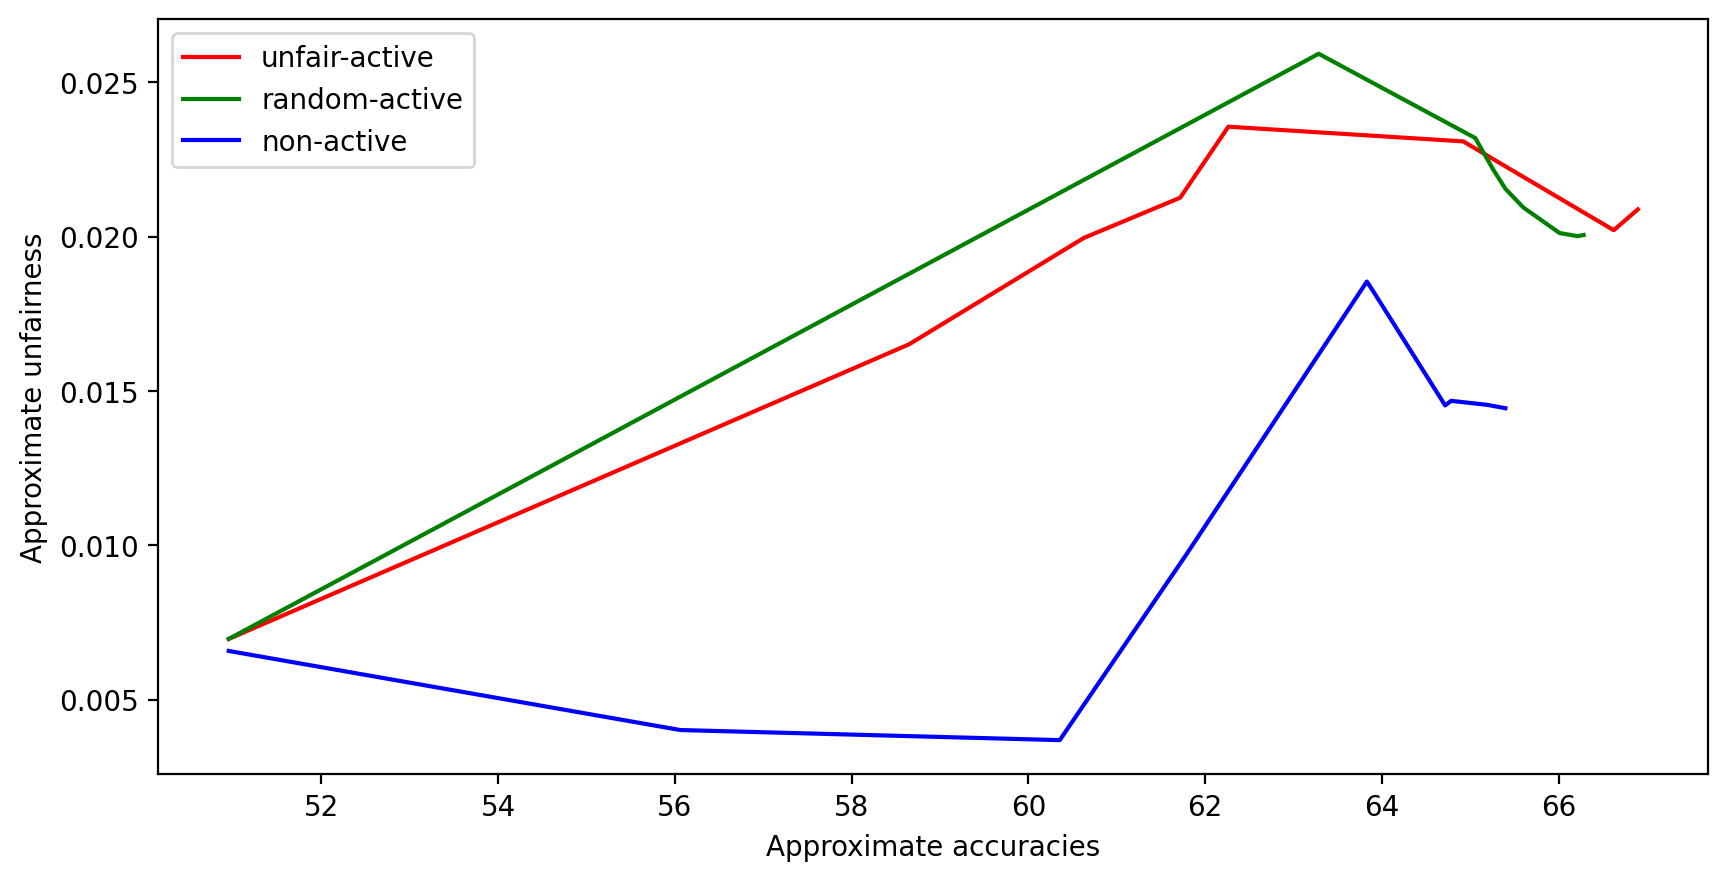 unfair-active
random-active
non-active
0.025
0.020
0.015
0.010
0.005
Approximate unfairness
52 54 56 58 60 62 64 66
Approximate accuracies